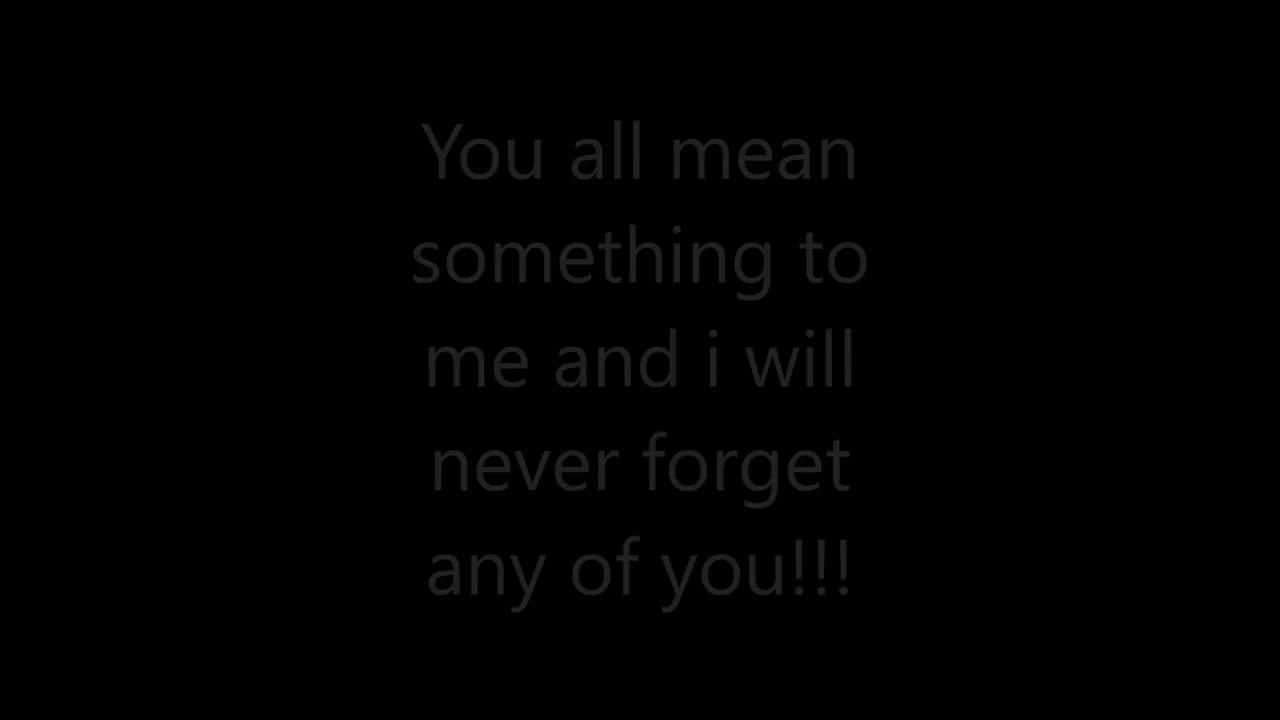 You all mean
something to
me and i will
never forget
any of you!!!